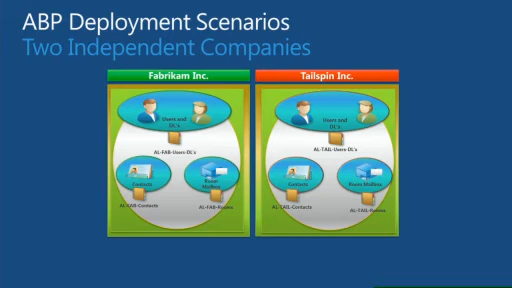 ABP Deployment Scenarios
Two Independent Companies
Fabrikam Inc.
Tailspin Inc.
Users and
DL's
AL-FAB-Users-DL's
Contacts
Room
Mailbox
AL-FAB-Contacts
AL-FAB-Rooms
Users and
DL's
AL-TAIL-Users-DL's
Contacts
Room Mailbox
AL-TAIL-Contacts
AL-TAIL-Rooms